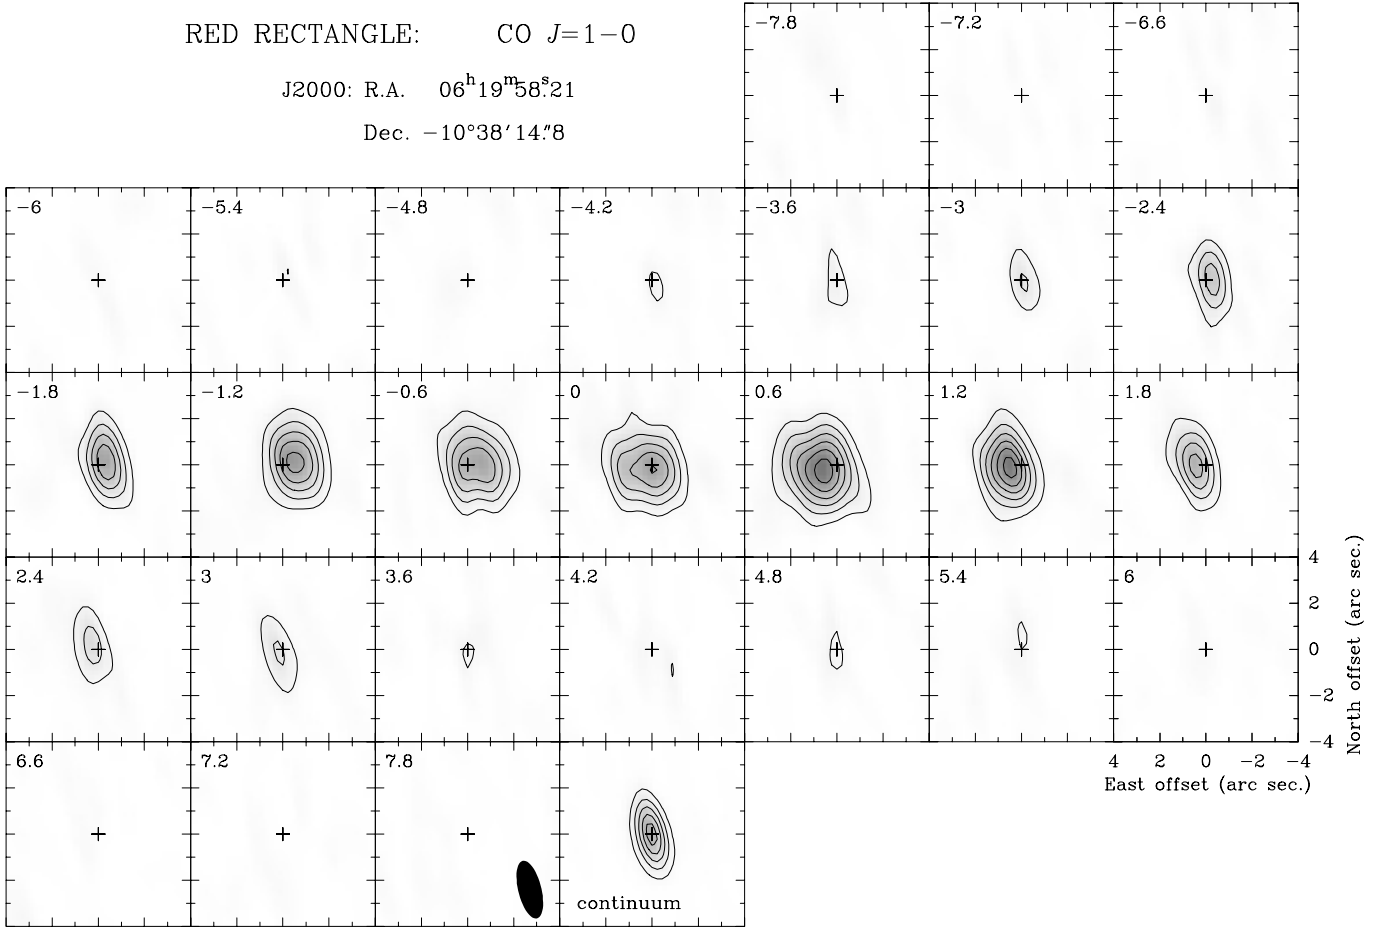 RED RECTANGLE: CO J=1−0
J2000: R.A. 06h19m58s.21
Dec. −10°38′14.″8
−7.8 −7.2 −6.6
−6 −5.4 −4.8 −4.2 −3.6 −3 −2.4
−1.8 −1.2 −0.6 0 0.6 1.2 1.8
2.4 3 3.6 4.2 4.8 5.4 6
4
2
0
−2
−4
North offset (arc sec.)
4 2 0 −2 −4
East offset (arc sec.)
6.6 7.2 7.8
continuum